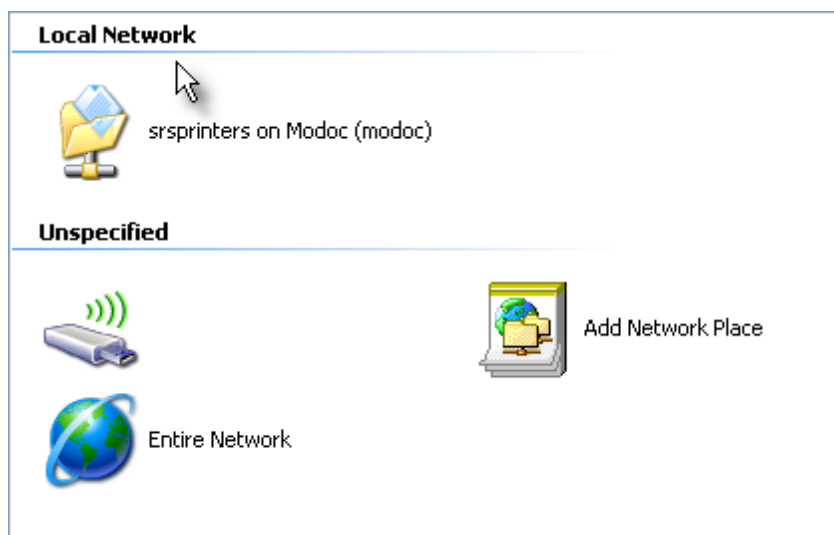 Local Network
srsprinters on Modoc (modoc)
Unspecified
Add Network Place
Entire Network